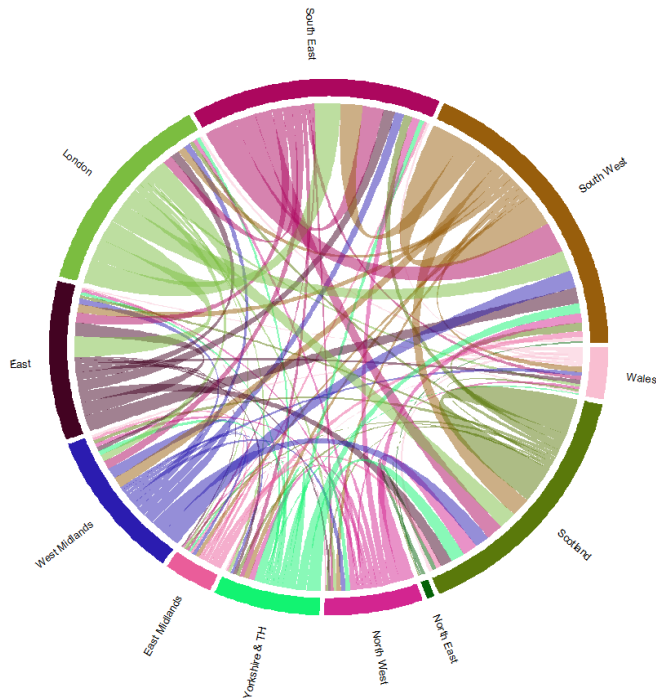 South East
South West
London
East
Wales
West Midlands
Scotland
East Midlands
Yorkshire & TH
North West
North East